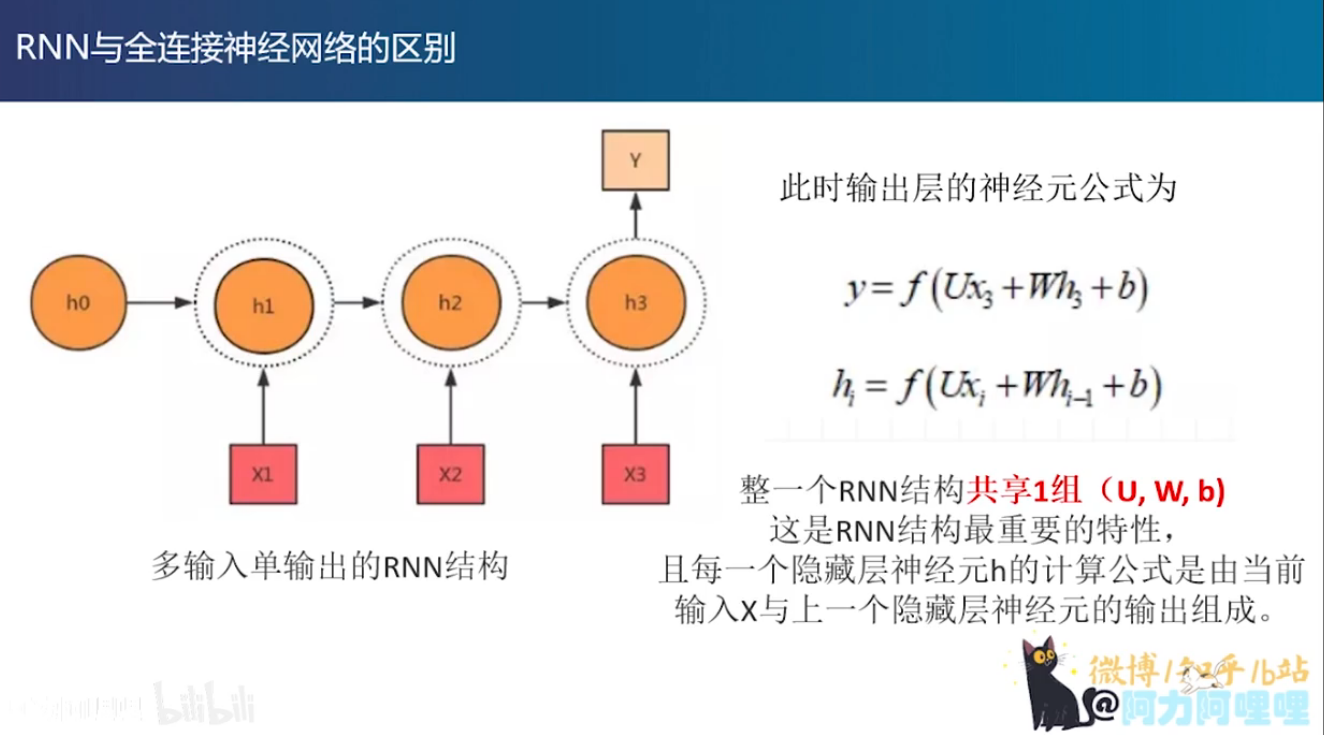 RNN与全连接神经网络的区别
Y
h0
h1
h2
h3
X1
X2
X3
多输入单输出的RNN结构
此时输出层的神经元公式为
y = f(Ux₃ + Wh₃ + b)
hᵢ = f(Uxᵢ + Whᵢ₋₁ + b)
整一个RNN结构共享1组（U, W, b)
这是RNN结构最重要的特性，
且每一个隐藏层神经元h的计算公式是由当前
输入X与上一个隐藏层神经元的输出组成。
微博/知乎/b站
@阿力阿哩哩
bilibili